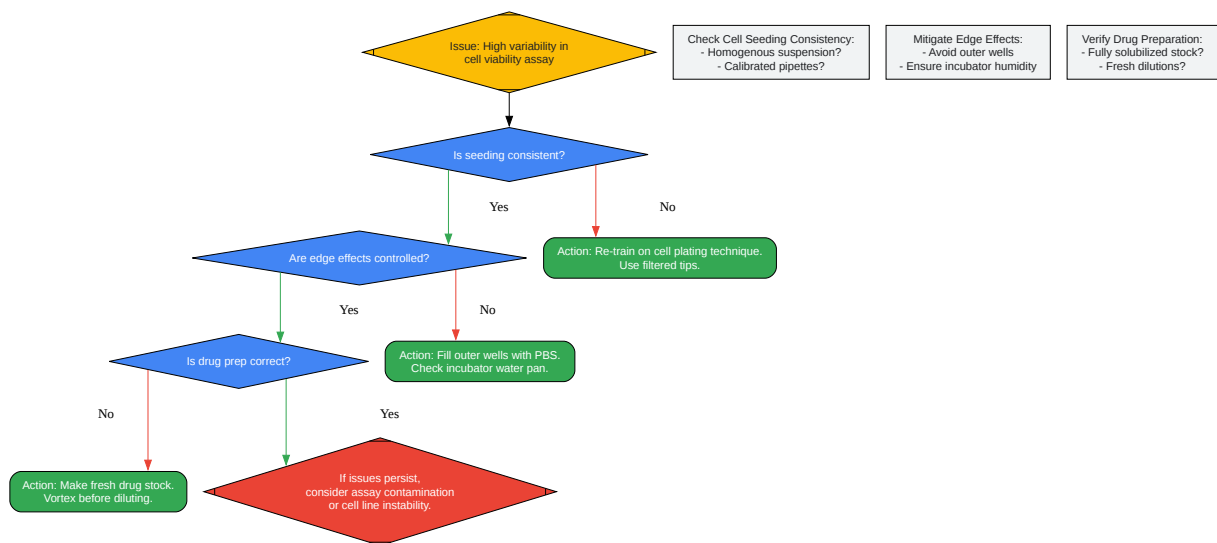 Issue: High variability in
cell viability assay
Check Cell Seeding Consistency:
- Homogenous suspension?
- Calibrated pipettes?
Mitigate Edge Effects:
- Avoid outer wells
- Ensure incubator humidity
Verify Drug Preparation:
- Fully solubilized stock?
- Fresh dilutions?
Is seeding consistent?
Yes
No
Are edge effects controlled?
Action: Re-train on cell plating technique.
Use filtered tips.
Yes
No
Is drug prep correct?
Action: Fill outer wells with PBS.
Check incubator water pan.
No
Yes
Action: Make fresh drug stock.
Vortex before diluting.
If issues persist,
consider assay contamination
or cell line instability.